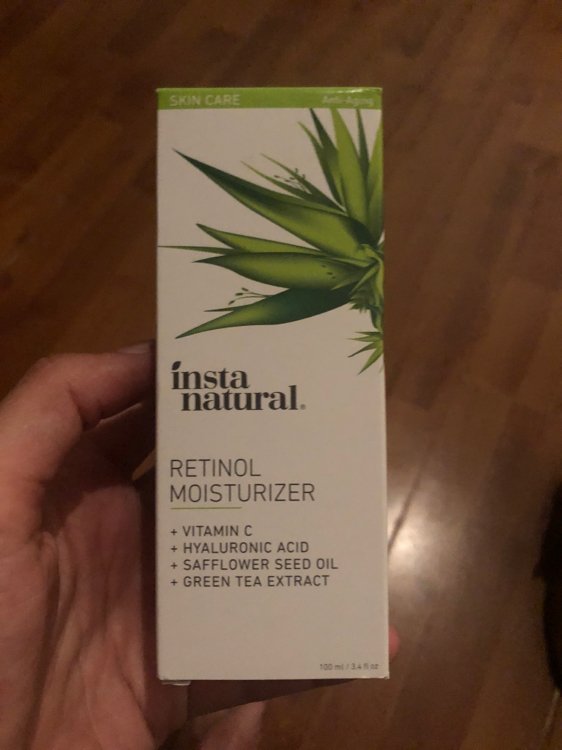 SKIN CARE Anti-Aging
insta
natural®
RETINOL
MOISTURIZER
+ VITAMIN C
+ HYALURONIC ACID
+ SAFFLOWER SEED OIL
+ GREEN TEA EXTRACT
100 ml / 3.4 fl oz